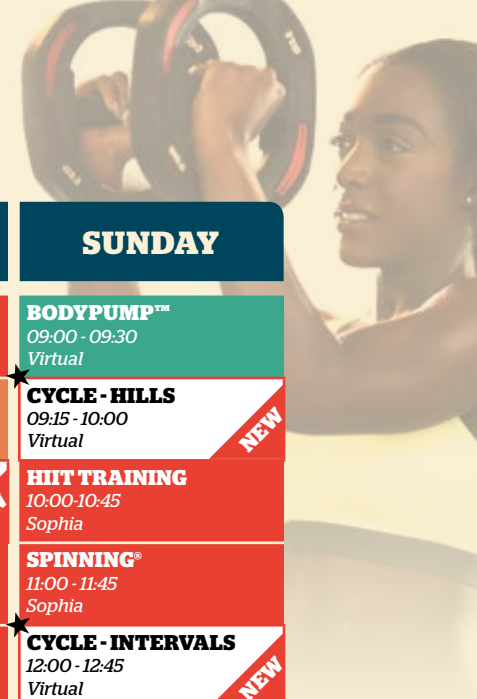 SUNDAY
BODYPUMP™
09:00 - 09:30
Virtual
CYCLE - HILLS
09:15 - 10:00
Virtual
NEW
HIIT TRAINING
10:00-10:45
Sophia
SPINNING®
11:00 - 11:45
Sophia
CYCLE - INTERVALS
12:00 - 12:45
Virtual
NEW